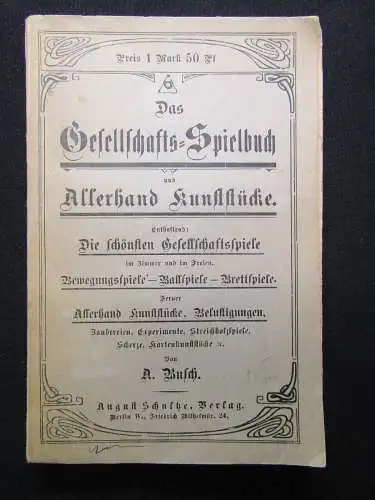 Preis 1 Mark 50 Pf
Das
Gesellschafts-Spielbuch
und
Allerhand Kunststücke.
Enthaltend:
Die schönsten Gesellschaftsspiele
im Zimmer und im Freien.
Bewegungsspiele — Ballspiele — Brettspiele.
Ferner
Allerhand Kunststücke, Belustigungen,
Zaubereien, Experimente, Streichholzspiele,
Scherze, Kartenkunststücke ꝛc.
Von
A. Busch.
August Schultze, Verlag.
Berlin W., Friedrich Wilhelmstr. 24.